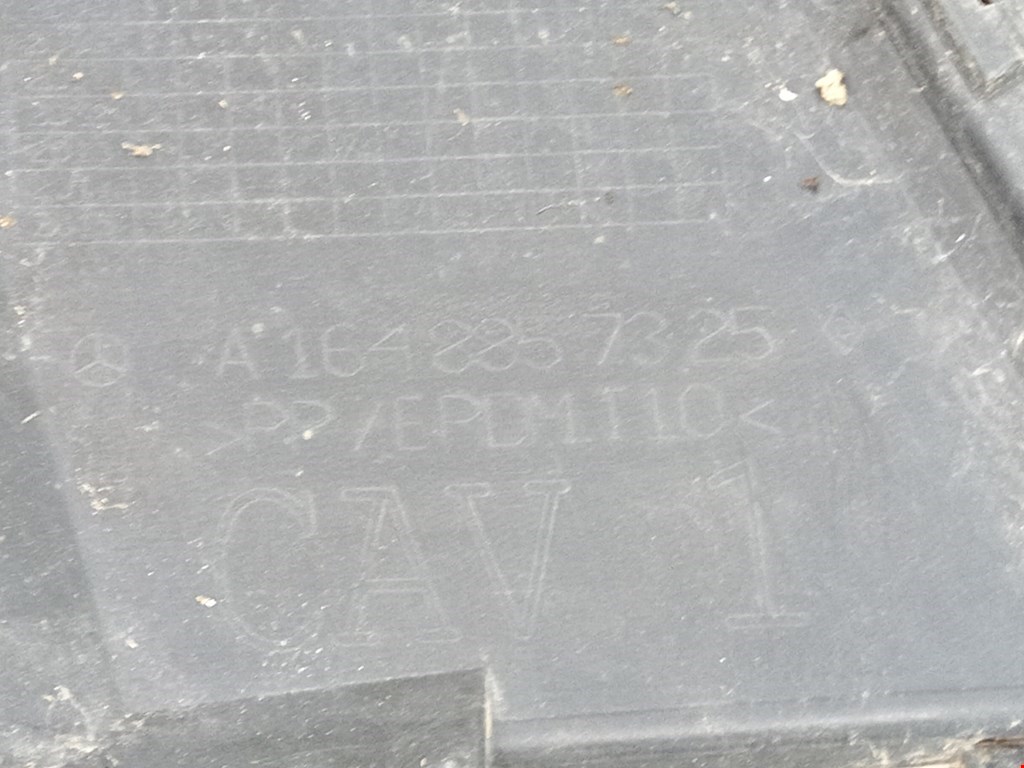 A 164 885 73 25
>PP/EPDM T10<
CAV 1